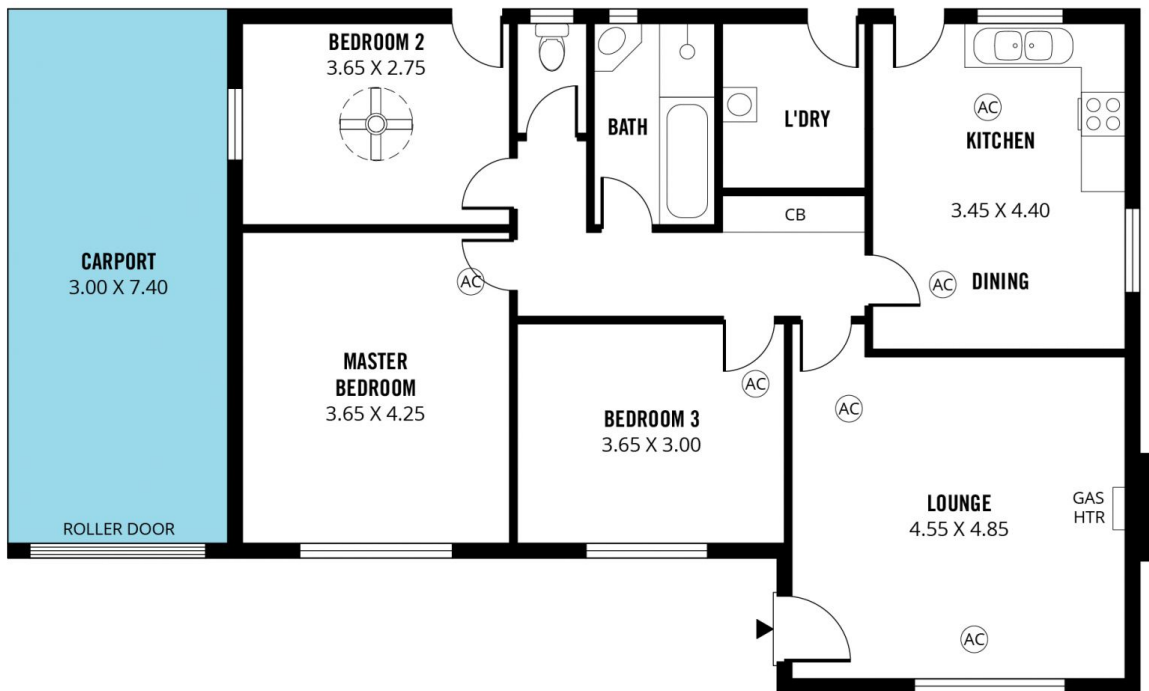 BEDROOM 2
3.65 X 2.75
BATH
L'DRY
AC
KITCHEN
3.45 X 4.40
CB
CARPORT
3.00 X 7.40
AC
AC
DINING
MASTER
BEDROOM
3.65 X 4.25
AC
AC
BEDROOM 3
3.65 X 3.00
LOUNGE
4.55 X 4.85
GAS
HTR
ROLLER DOOR
AC